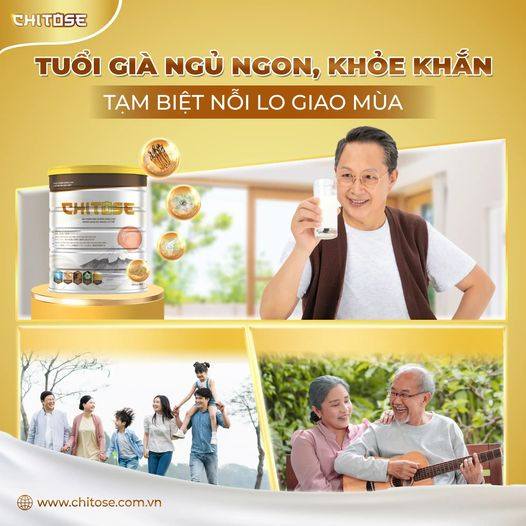 CHITOSE
TUỔI GIÀ NGỦ NGON, KHỎE KHẮN
TẠM BIỆT NỖI LO GIAO MÙA
CHITOSE
www.chitose.com.vn